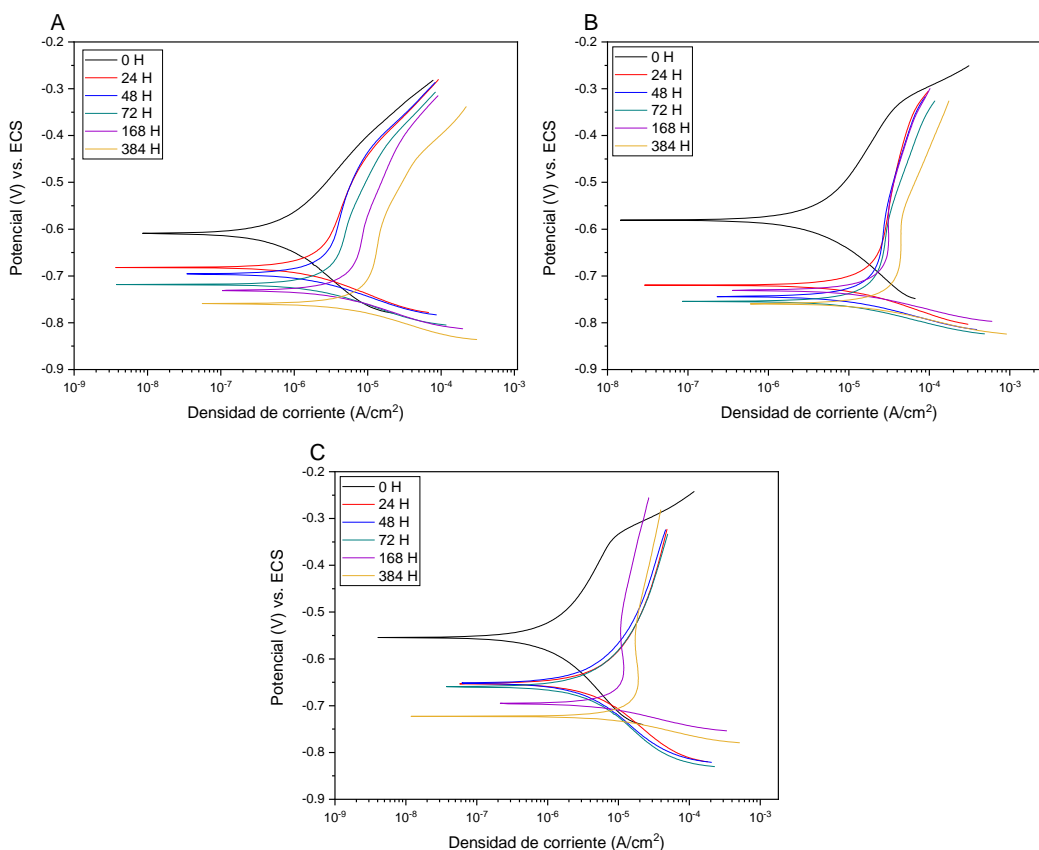 A
-0.2
-0.3
-0.4
-0.5
-0.6
-0.7
-0.8
-0.9
Potencial (V) vs. ECS
0 H
24 H
48 H
72 H
168 H
384 H
10⁻⁹ 10⁻⁸ 10⁻⁷ 10⁻⁶ 10⁻⁵ 10⁻⁴ 10⁻³
Densidad de corriente (A/cm²)
B
-0.2
-0.3
-0.4
-0.5
-0.6
-0.7
-0.8
-0.9
Potencial (V) vs. ECS
0 H
24 H
48 H
72 H
168 H
384 H
10⁻⁸ 10⁻⁷ 10⁻⁶ 10⁻⁵ 10⁻⁴ 10⁻³
Densidad de corriente (A/cm²)
C
-0.2
-0.3
-0.4
-0.5
-0.6
-0.7
-0.8
-0.9
Potencial (V) vs. ECS
0 H
24 H
48 H
72 H
168 H
384 H
10⁻⁹ 10⁻⁸ 10⁻⁷ 10⁻⁶ 10⁻⁵ 10⁻⁴ 10⁻³
Densidad de corriente (A/cm²)